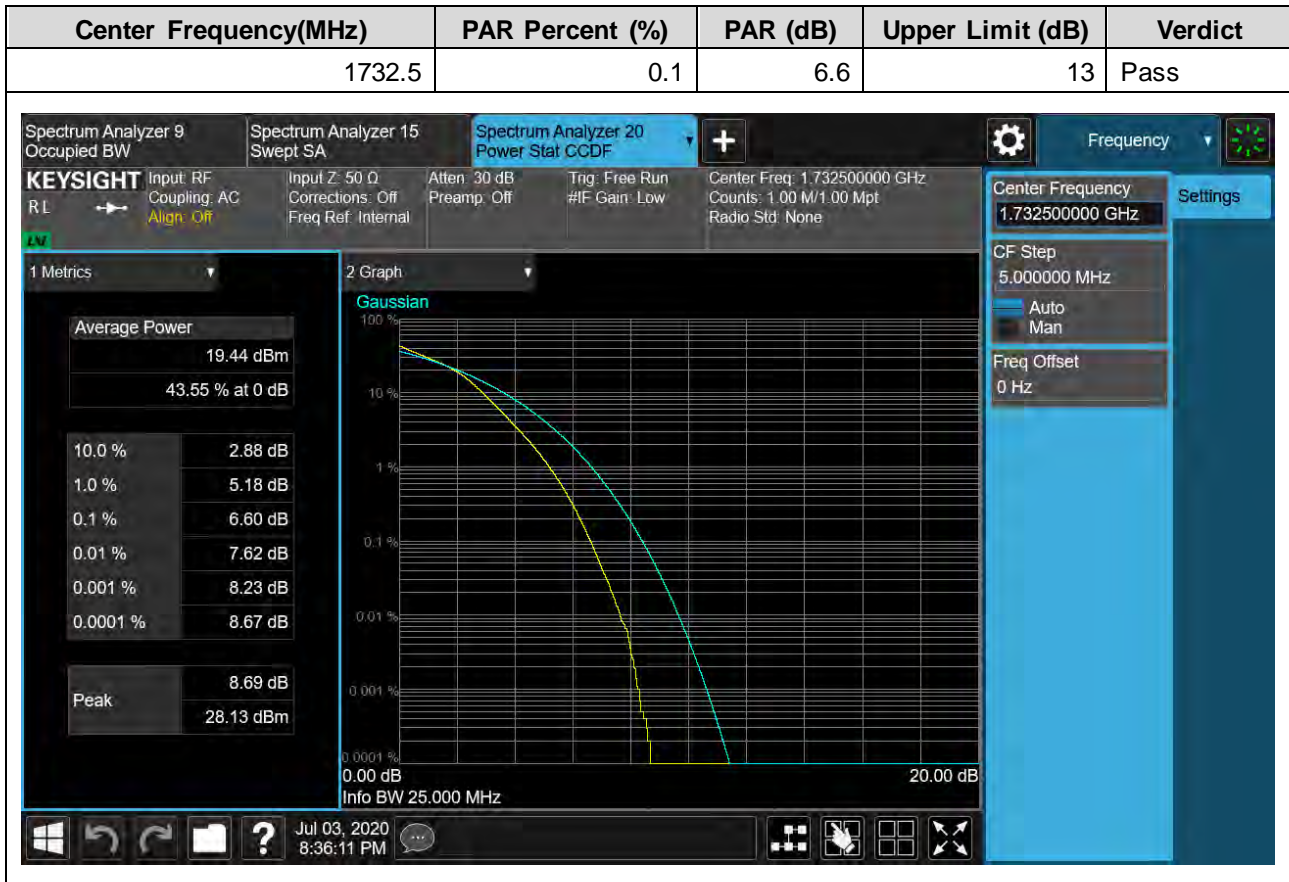 Center Frequency(MHz) PAR Percent (%) PAR (dB) Upper Limit (dB) Verdict
1732.5 0.1 6.6 13 Pass
Spectrum Analyzer 9 Spectrum Analyzer 15 Spectrum Analyzer 20
Occupied BW Swept SA Power Stat CCDF
Frequency
KEYSIGHT Input: RF Input Z: 50 Ω Atten: 30 dB Trig: Free Run Center Freq: 1.732500000 GHz
RL Coupling: AC Corrections: Off Preamp: Off #IF Gain: Low Counts: 1.00 M/1.00 Mpt
Align: Off Freq Ref: Internal Radio Std: None
LNI
Center Frequency
1.732500000 GHz
Settings
CF Step
5.000000 MHz
Auto
Man
Freq Offset
0 Hz
1 Metrics
Average Power
19.44 dBm
43.55 % at 0 dB
10.0 % 2.88 dB
1.0 % 5.18 dB
0.1 % 6.60 dB
0.01 % 7.62 dB
0.001 % 8.23 dB
0.0001 % 8.67 dB
Peak
8.69 dB
28.13 dBm
2 Graph
Gaussian
100 %
10 %
1 %
0.1 %
0.01 %
0.001 %
0.0001 %
0.00 dB 20.00 dB
Info BW 25.000 MHz
? Jul 03, 2020
8:36:11 PM